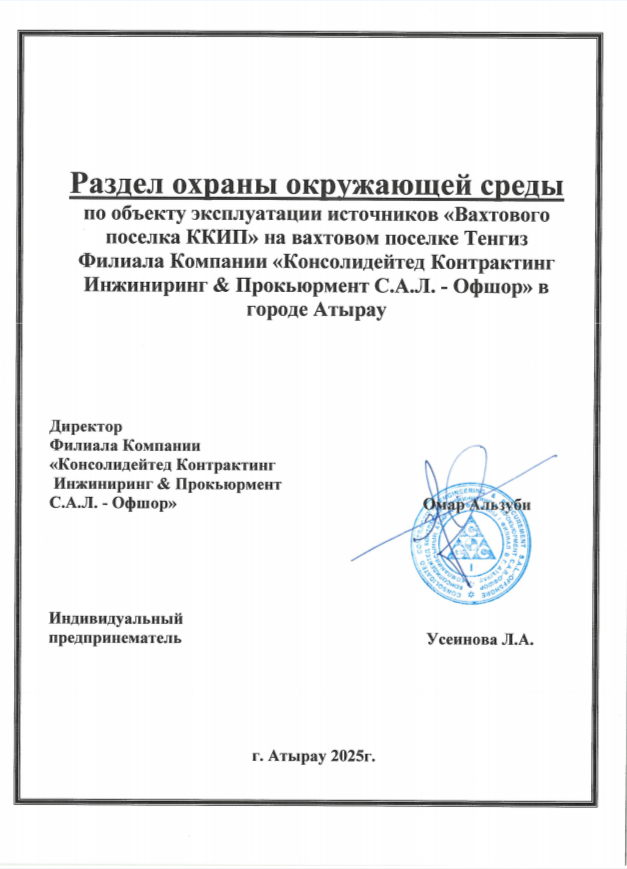 Раздел охраны окружающей среды
по объекту эксплуатации источников «Вахтового
поселка ККИП» на вахтовом поселке Тенгиз
Филиала Компании «Консолидейтед Контрактинг
Инжиниринг & Прокьюрмент С.А.Л. - Офшор» в
городе Атырау
Директор
Филиала Компании
«Консолидейтед Контрактинг
Инжиниринг & Прокьюрмент
С.А.Л. - Офшор»
Омар Альзуби
Индивидуальный
предпринематель
Усеинова Л.А.
г. Атырау 2025г.